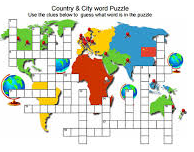 Country & City word Puzzle
Use the clues below to guess what word is in the puzzle